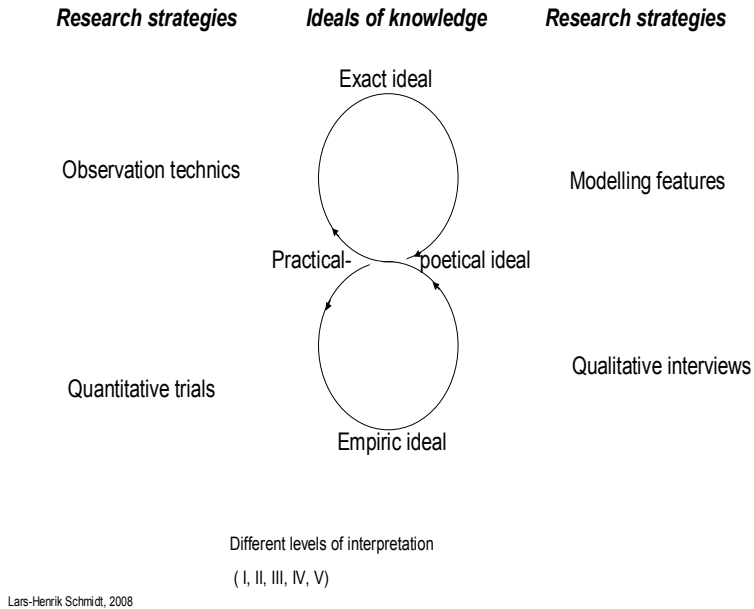 Research strategies Ideals of knowledge Research strategies
Exact ideal
Observation technics
Modelling features
Practical- poetical ideal
Qualitative interviews
Quantitative trials
Empiric ideal
Different levels of interpretation
( I, II, III, IV, V)
Lars-Henrik Schmidt, 2008